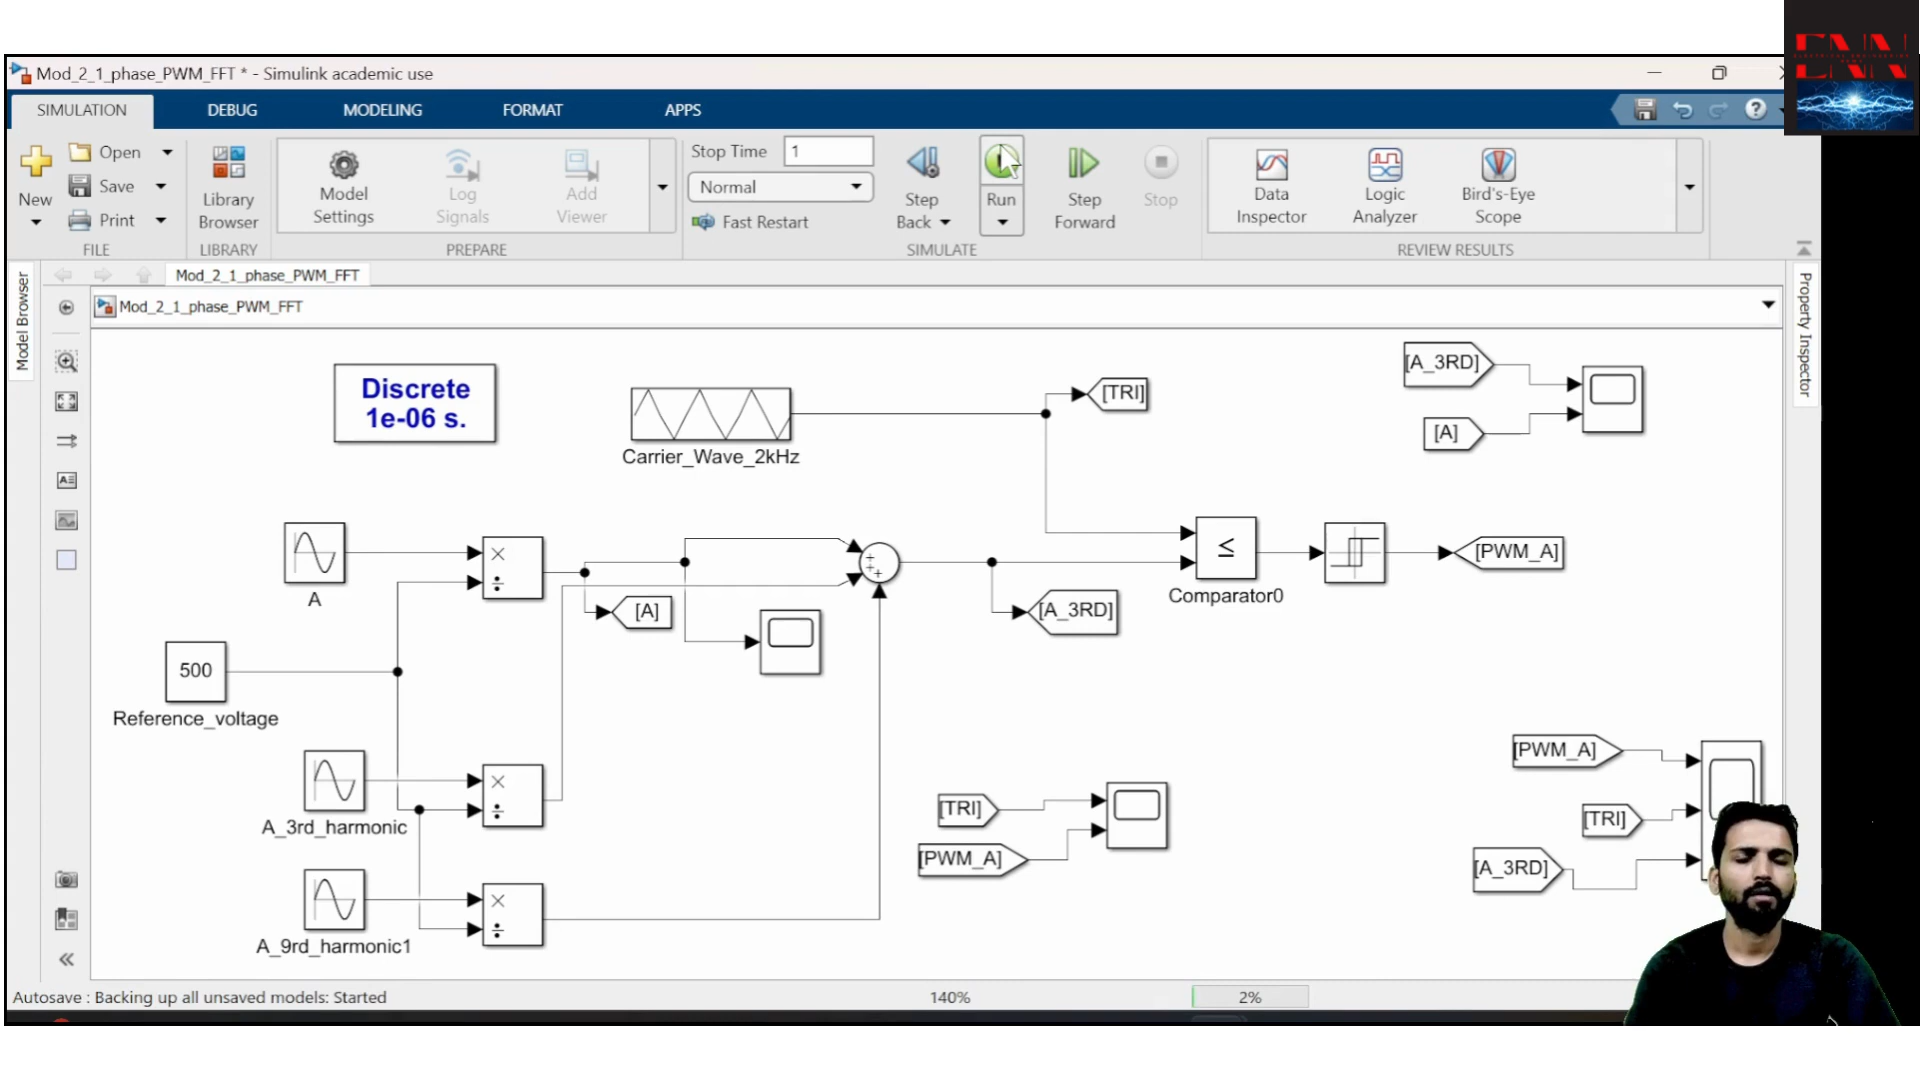 ENN
Mod_2_1_phase_PWM_FFT * - Simulink academic use
SIMULATION DEBUG MODELING FORMAT APPS
New
Open
Save
Print
FILE
Library
Browser
LIBRARY
Model
Settings
Log
Signals
Add
Viewer
PREPARE
Stop Time 1
Normal
Fast Restart
Step
Back
Run
Step
Forward
Stop
SIMULATE
Data
Inspector
Logic
Analyzer
Bird's-Eye
Scope
REVIEW RESULTS
Model Browser
Mod_2_1_phase_PWM_FFT
Mod_2_1_phase_PWM_FFT
Property Inspector
Discrete
1e-06 s.
Carrier_Wave_2kHz
[TRI]
[A_3RD]
[A]
A
[A]
≤
Comparator0
[PWM_A]
[A_3RD]
500
Reference_voltage
A_3rd_harmonic
A_9rd_harmonic1
[TRI]
[PWM_A]
[PWM_A]
[TRI]
[A_3RD]
Autosave : Backing up all unsaved models: Started
140%
2%